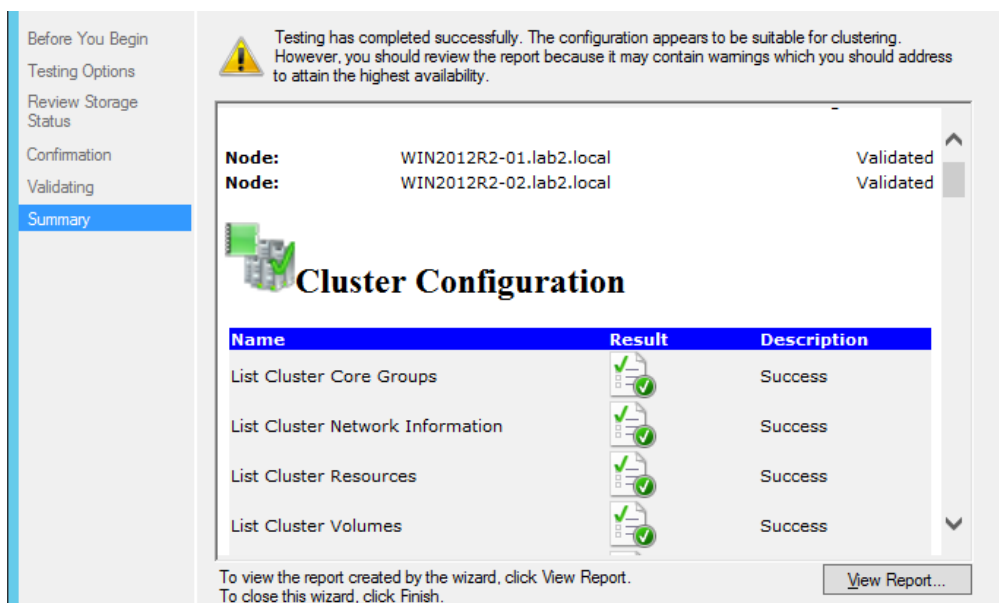 Before You Begin
Testing Options
Review Storage
Status
Confirmation
Validating
Summary
Testing has completed successfully. The configuration appears to be suitable for clustering.
However, you should review the report because it may contain warnings which you should address
to attain the highest availability.
Node: WIN2012R2-01.lab2.local Validated
Node: WIN2012R2-02.lab2.local Validated
Cluster Configuration
Name Result Description
List Cluster Core Groups Success
List Cluster Network Information Success
List Cluster Resources Success
List Cluster Volumes Success
To view the report created by the wizard, click View Report.
To close this wizard, click Finish.
View Report...